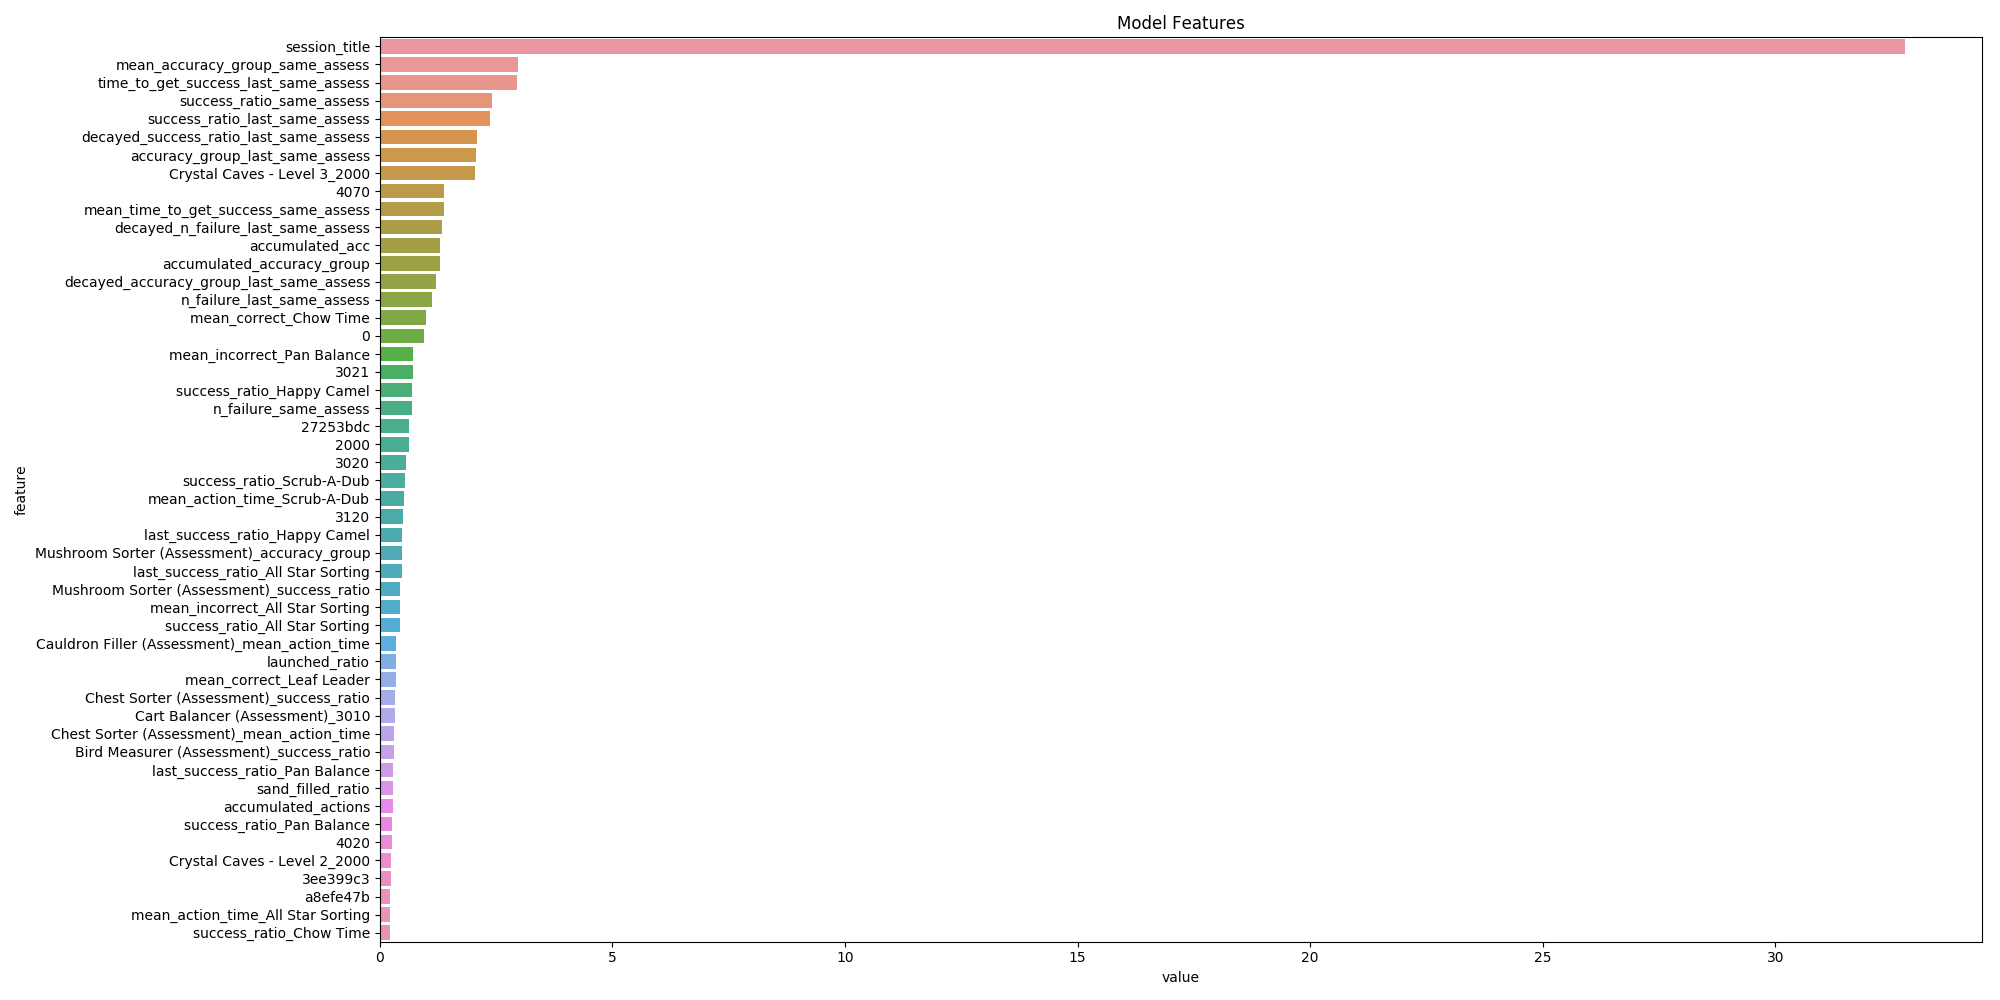 Model Features
session_title
mean_accuracy_group_same_assess
time_to_get_success_last_same_assess
success_ratio_same_assess
success_ratio_last_same_assess
decayed_success_ratio_last_same_assess
accuracy_group_last_same_assess
Crystal Caves - Level 3_2000
4070
mean_time_to_get_success_same_assess
decayed_n_failure_last_same_assess
accumulated_acc
accumulated_accuracy_group
decayed_accuracy_group_last_same_assess
n_failure_last_same_assess
mean_correct_Chow Time
0
mean_incorrect_Pan Balance
3021
success_ratio_Happy Camel
n_failure_same_assess
27253bdc
2000
3020
success_ratio_Scrub-A-Dub
mean_action_time_Scrub-A-Dub
3120
last_success_ratio_Happy Camel
Mushroom Sorter (Assessment)_accuracy_group
last_success_ratio_All Star Sorting
Mushroom Sorter (Assessment)_success_ratio
mean_incorrect_All Star Sorting
success_ratio_All Star Sorting
Cauldron Filler (Assessment)_mean_action_time
launched_ratio
mean_correct_Leaf Leader
Chest Sorter (Assessment)_success_ratio
Cart Balancer (Assessment)_3010
Chest Sorter (Assessment)_mean_action_time
Bird Measurer (Assessment)_success_ratio
last_success_ratio_Pan Balance
sand_filled_ratio
accumulated_actions
success_ratio_Pan Balance
4020
Crystal Caves - Level 2_2000
3ee399c3
a8efe47b
mean_action_time_All Star Sorting
success_ratio_Chow Time
feature
0 5 10 15 20 25 30
value